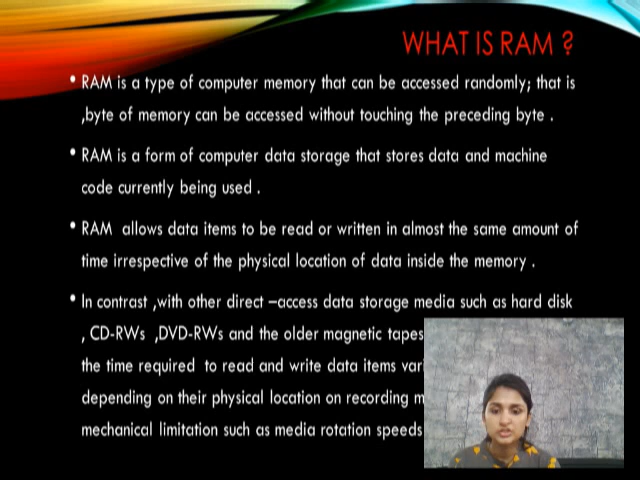 WHAT IS RAM ?
• RAM is a type of computer memory that can be accessed randomly; that is
,byte of memory can be accessed without touching the preceding byte .
• RAM is a form of computer data storage that stores data and machine
code currently being used .
• RAM  allows data items to be read or written in almost the same amount of
time irrespective of the physical location of data inside the memory .
• In contrast ,with other direct –access data storage media such as hard disk
, CD-RWs  ,DVD-RWs and the older magnetic tapes
the time required  to read and write data items
depending on their physical location on recording
mechanical limitation such as media rotation speeds